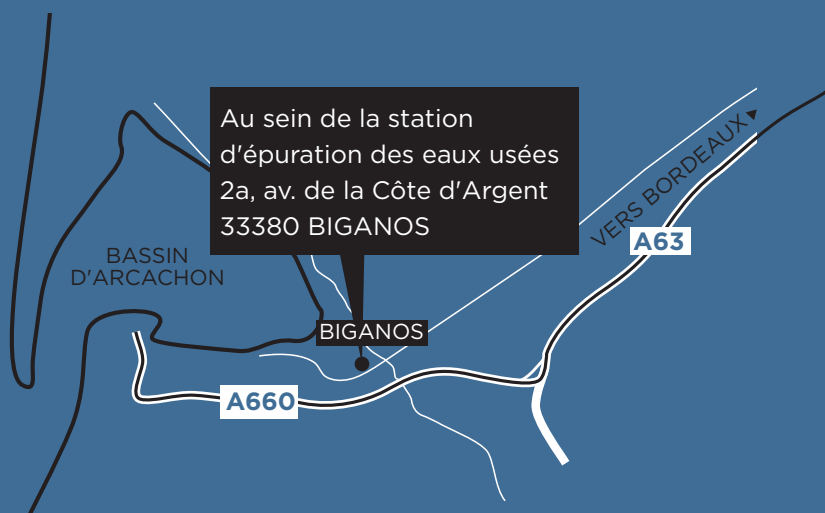 Au sein de la station
d'épuration des eaux usées
2a, av. de la Côte d'Argent
33380 BIGANOS
VERS BORDEAUX
A63
BASSIN
D'ARCACHON
BIGANOS
A660